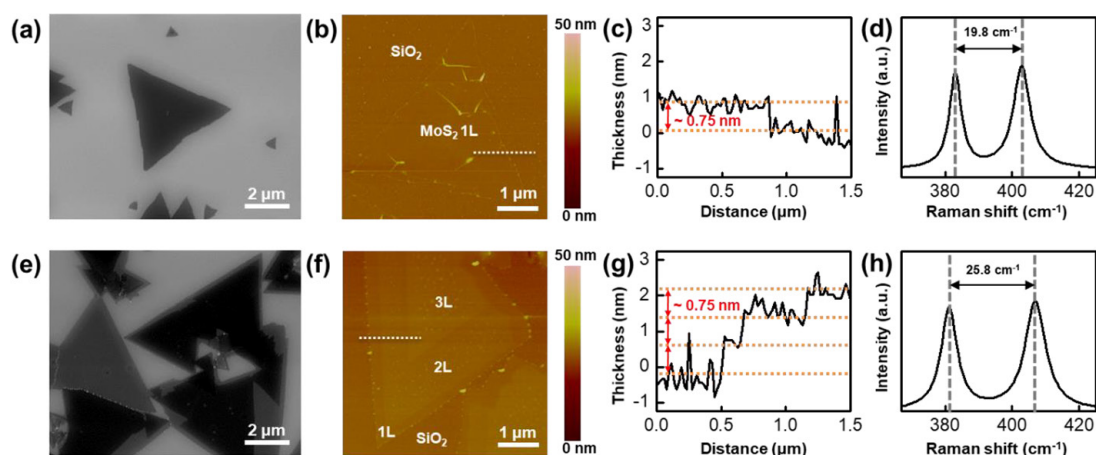 (a)
2 μm
(b)
SiO₂
MoS₂ 1L
1 μm
50 nm
0 nm
(c)
Thickness (nm)
3
2
1
0
-1
~ 0.75 nm
0.0 0.5 1.0 1.5
Distance (μm)
(d)
Intensity (a.u.)
19.8 cm⁻¹
380 400 420
Raman shift (cm⁻¹)
(e)
2 μm
(f)
3L
2L
1L
SiO₂
1 μm
50 nm
0 nm
(g)
Thickness (nm)
3
2
1
0
-1
~ 0.75 nm
0.0 0.5 1.0 1.5
Distance (μm)
(h)
Intensity (a.u.)
25.8 cm⁻¹
380 400 420
Raman shift (cm⁻¹)